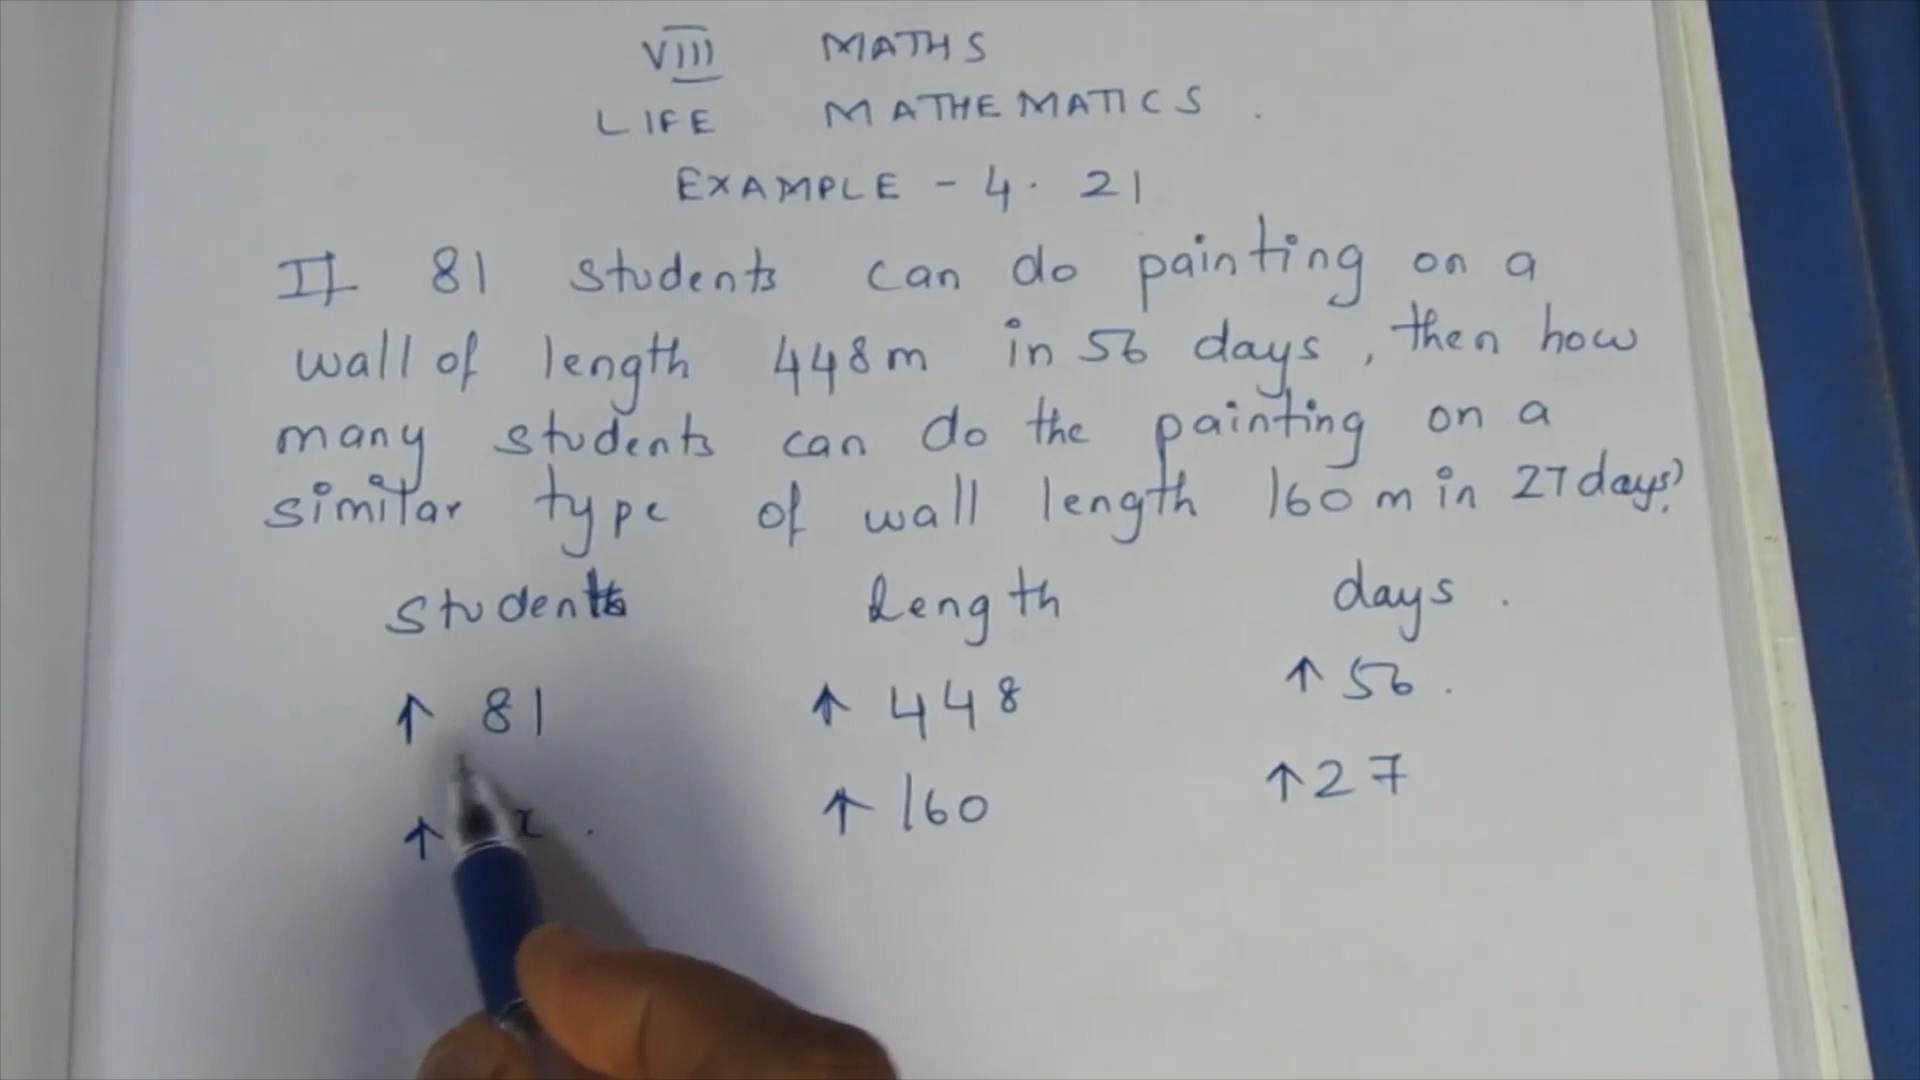 VIII MATHS
LIFE MATHEMATICS.
EXAMPLE - 4. 21
If 81 students can do painting on a
wall of length 448m in 56 days, then how
many students can do the painting on a
similar type of wall length 160 m in 27 days?
students length days.
↑ 81 ↑ 448 ↑ 56.
↑ x. ↑ 160 ↑ 27